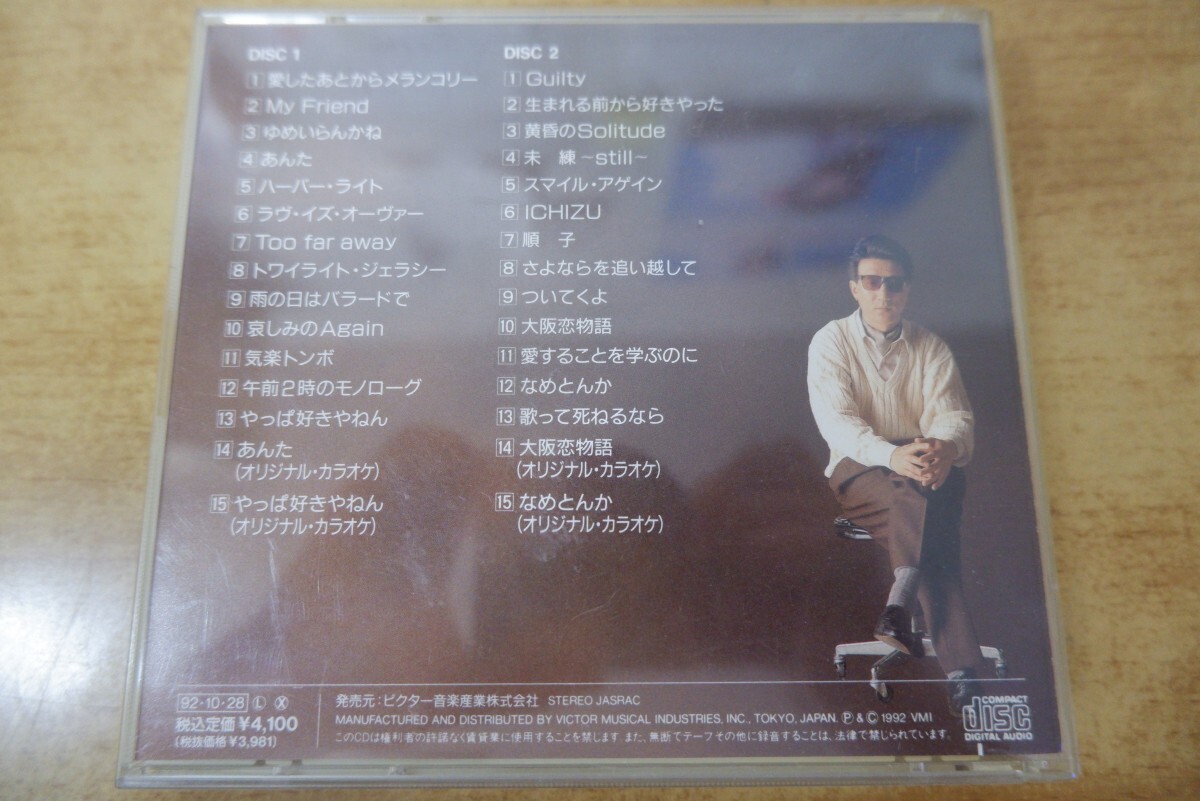 DISC 1
1 愛したあとからメランコリー
2 My Friend
3 ゆめいらんかね
4 あんた
5 ハーバー・ライト
6 ラヴ・イズ・オーヴァー
7 Too far away
8 トワイライト・ジェラシー
9 雨の日はバラードで
10 哀しみのAgain
11 気楽トンボ
12 午前2時のモノローグ
13 やっぱ好きやねん
14 あんた
(オリジナル・カラオケ)
15 やっぱ好きやねん
(オリジナル・カラオケ)
DISC 2
1 Guilty
2 生まれる前から好きやった
3 黄昏のSolitude
4 未 練 ~still~
5 スマイル・アゲイン
6 ICHIZU
7 順 子
8 さよならを追い越して
9 ついてくよ
10 大阪恋物語
11 愛することを学ぶのに
12 なめとんか
13 歌って死ねるなら
14 大阪恋物語
(オリジナル・カラオケ)
15 なめとんか
(オリジナル・カラオケ)
92・10・28 Ⓛ Ⓧ
税込定価¥4,100
(税抜価格¥3,981)
発売元:ビクター音楽産業株式会社 STEREO JASRAC
MANUFACTURED AND DISTRIBUTED BY VICTOR MUSICAL INDUSTRIES, INC., TOKYO, JAPAN. Ⓟ & © 1992 VMI
このCDは権利者の許諾なく賃貸業に使用することを禁じます また、無断でテープその他に録音することは、法律で禁じられています。
COMPACT
disc
DIGITAL AUDIO